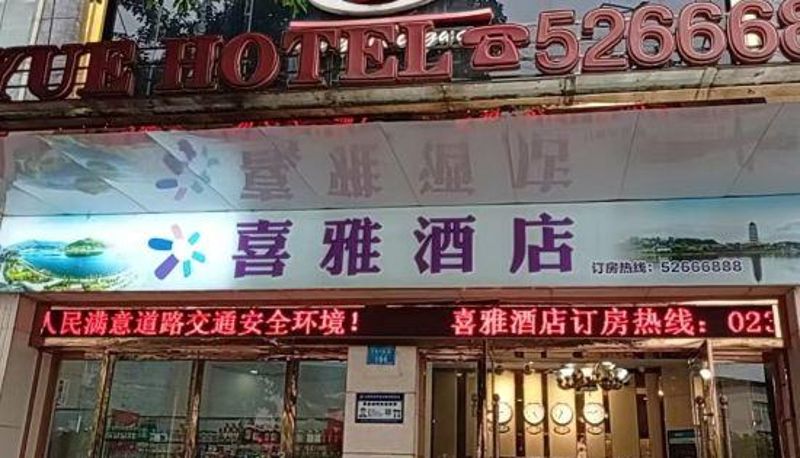 YUE HOTEL ☎526668
喜雅酒店
订房热线：52666888
人民满意道路交通安全环境！ 喜雅酒店订房热线：023